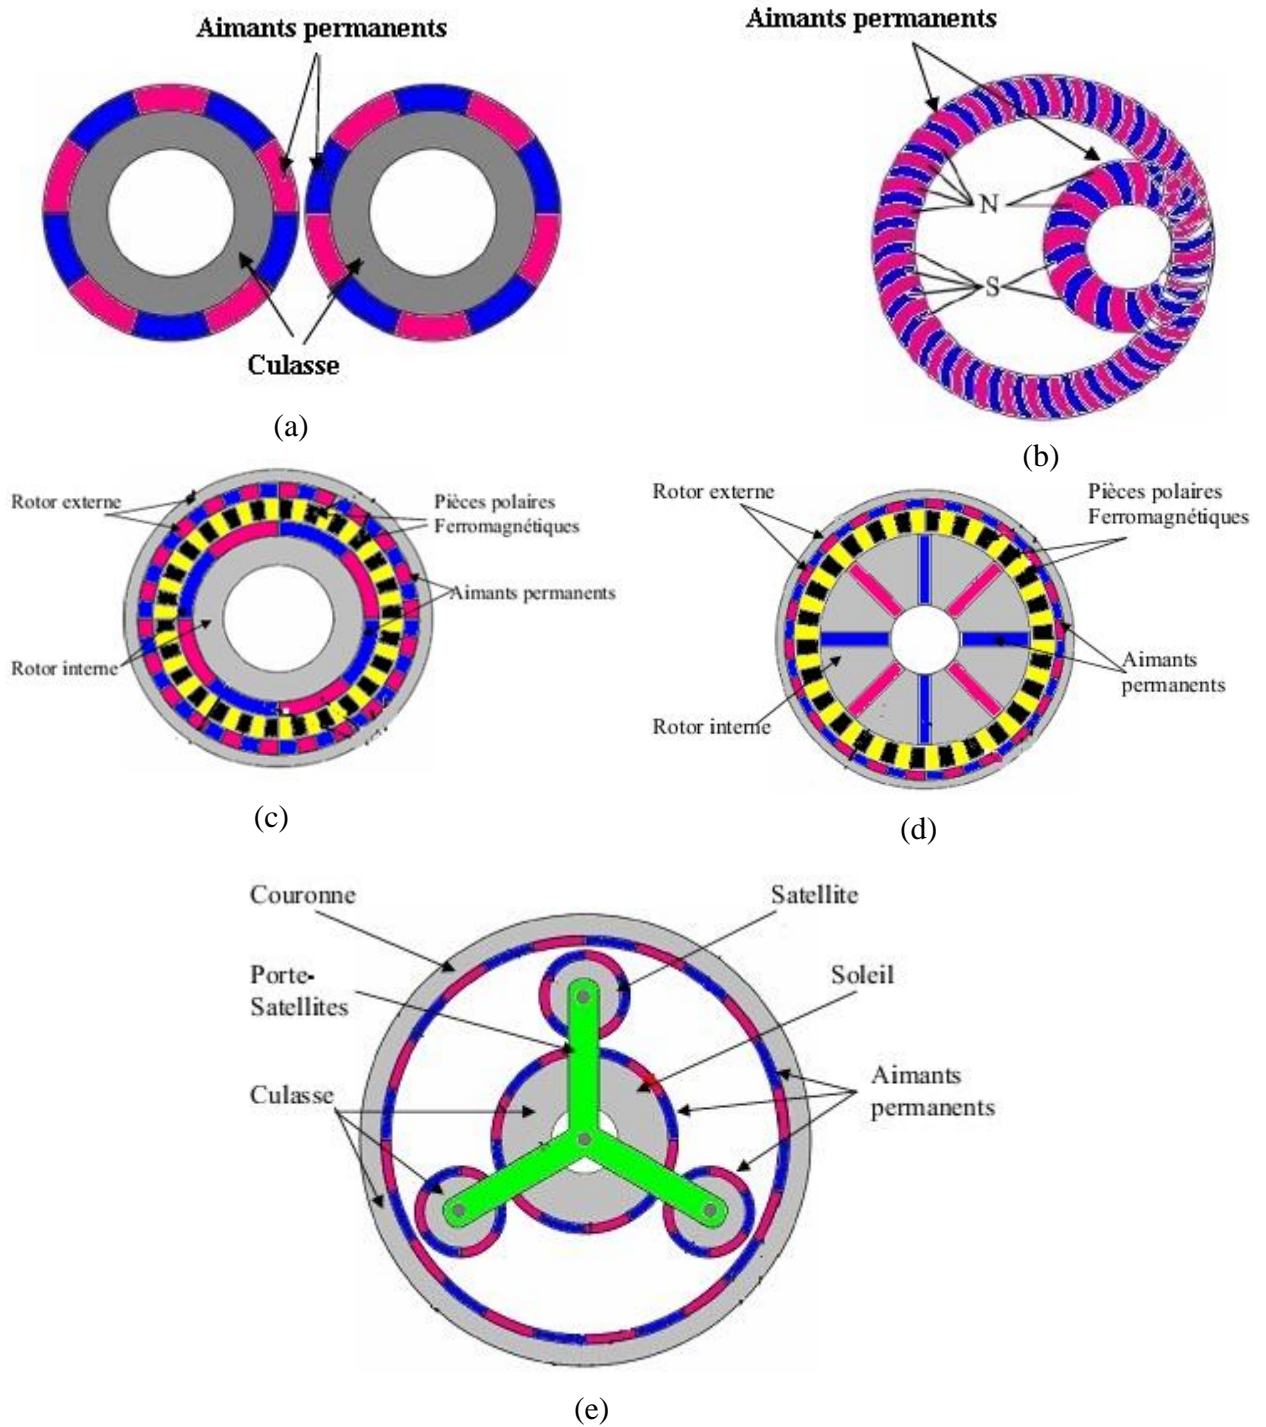 Aimants permanents
Culasse
(a)
Aimants permanents
N
S
(b)
Rotor externe
Pièces polaires
Ferromagnétiques
Aimants permanents
Rotor interne
(c)
Rotor externe
Pièces polaires
Ferromagnétiques
Aimants
permanents
Rotor interne
(d)
Couronne
Satellite
Porte-
Satellites
Soleil
Culasse
Aimants
permanents
(e)